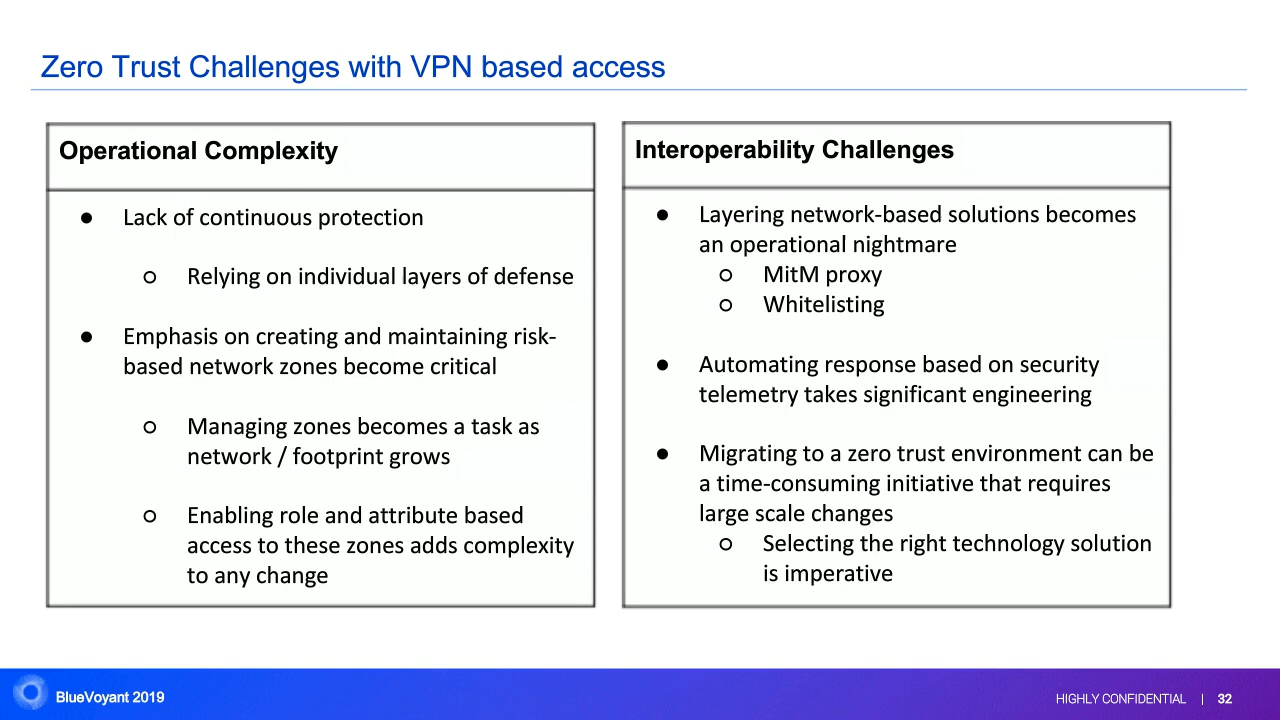 Zero Trust Challenges with VPN based access
Operational Complexity
● Lack of continuous protection
○ Relying on individual layers of defense
● Emphasis on creating and maintaining risk-
based network zones become critical
○ Managing zones becomes a task as
network / footprint grows
○ Enabling role and attribute based
access to these zones adds complexity
to any change
Interoperability Challenges
● Layering network-based solutions becomes
an operational nightmare
○ MitM proxy
○ Whitelisting
● Automating response based on security
telemetry takes significant engineering
● Migrating to a zero trust environment can be
a time-consuming initiative that requires
large scale changes
○ Selecting the right technology solution
is imperative
BlueVoyant 2019
HIGHLY CONFIDENTIAL | 32